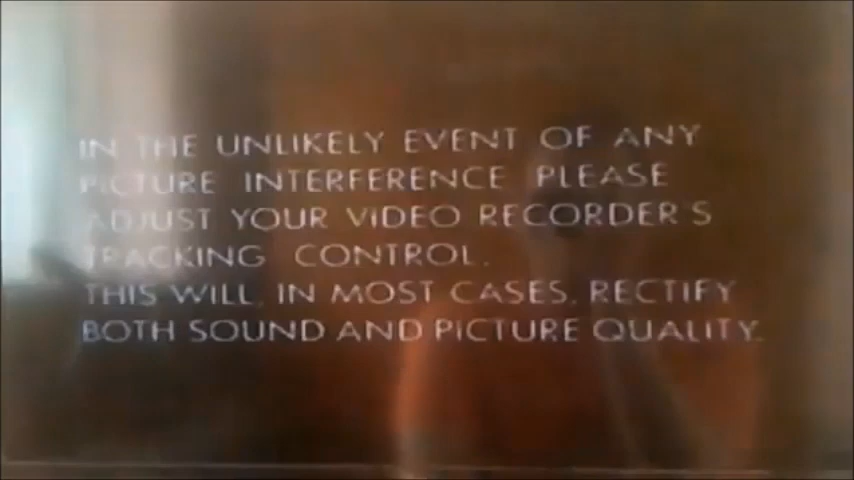 IN THE UNLIKELY EVENT OF ANY
PICTURE INTERFERENCE PLEASE
ADJUST YOUR VIDEO RECORDER'S
TRACKING CONTROL.
THIS WILL, IN MOST CASES, RECTIFY
BOTH SOUND AND PICTURE QUALITY.